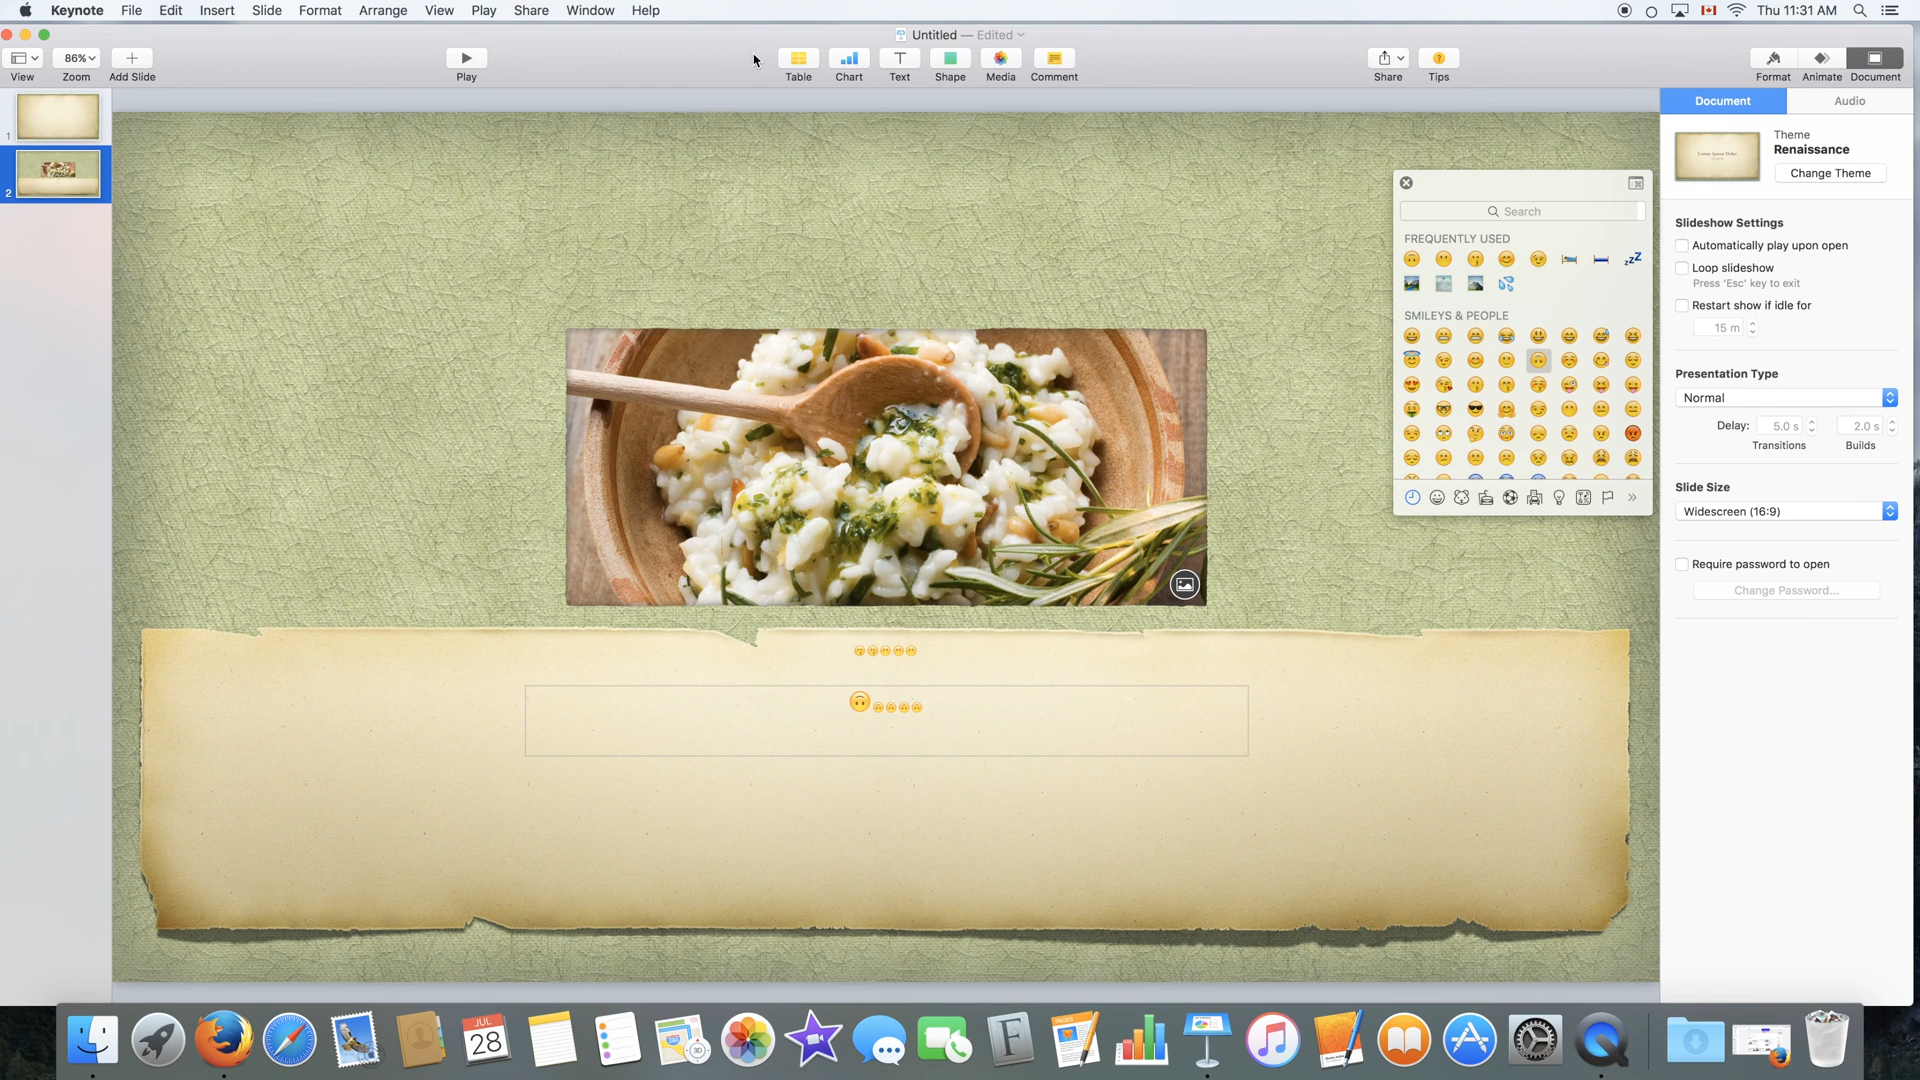 Keynote File Edit Insert Slide Format Arrange View Play Share Window Help Thu 11:31 AM
Untitled — Edited
86%
View Zoom Add Slide Play Table Chart Text Shape Media Comment Share Tips Format Animate Document
1
2
Document Audio
Theme
Renaissance
Change Theme
Slideshow Settings
Automatically play upon open
Loop slideshow
Press 'Esc' key to exit
Restart show if idle for
15 m
Presentation Type
Normal
Delay: 5.0 s 2.0 s
Transitions Builds
Slide Size
Widescreen (16:9)
Require password to open
Change Password...
Search
FREQUENTLY USED
SMILEYS & PEOPLE
JUL
28
3D
PAGES